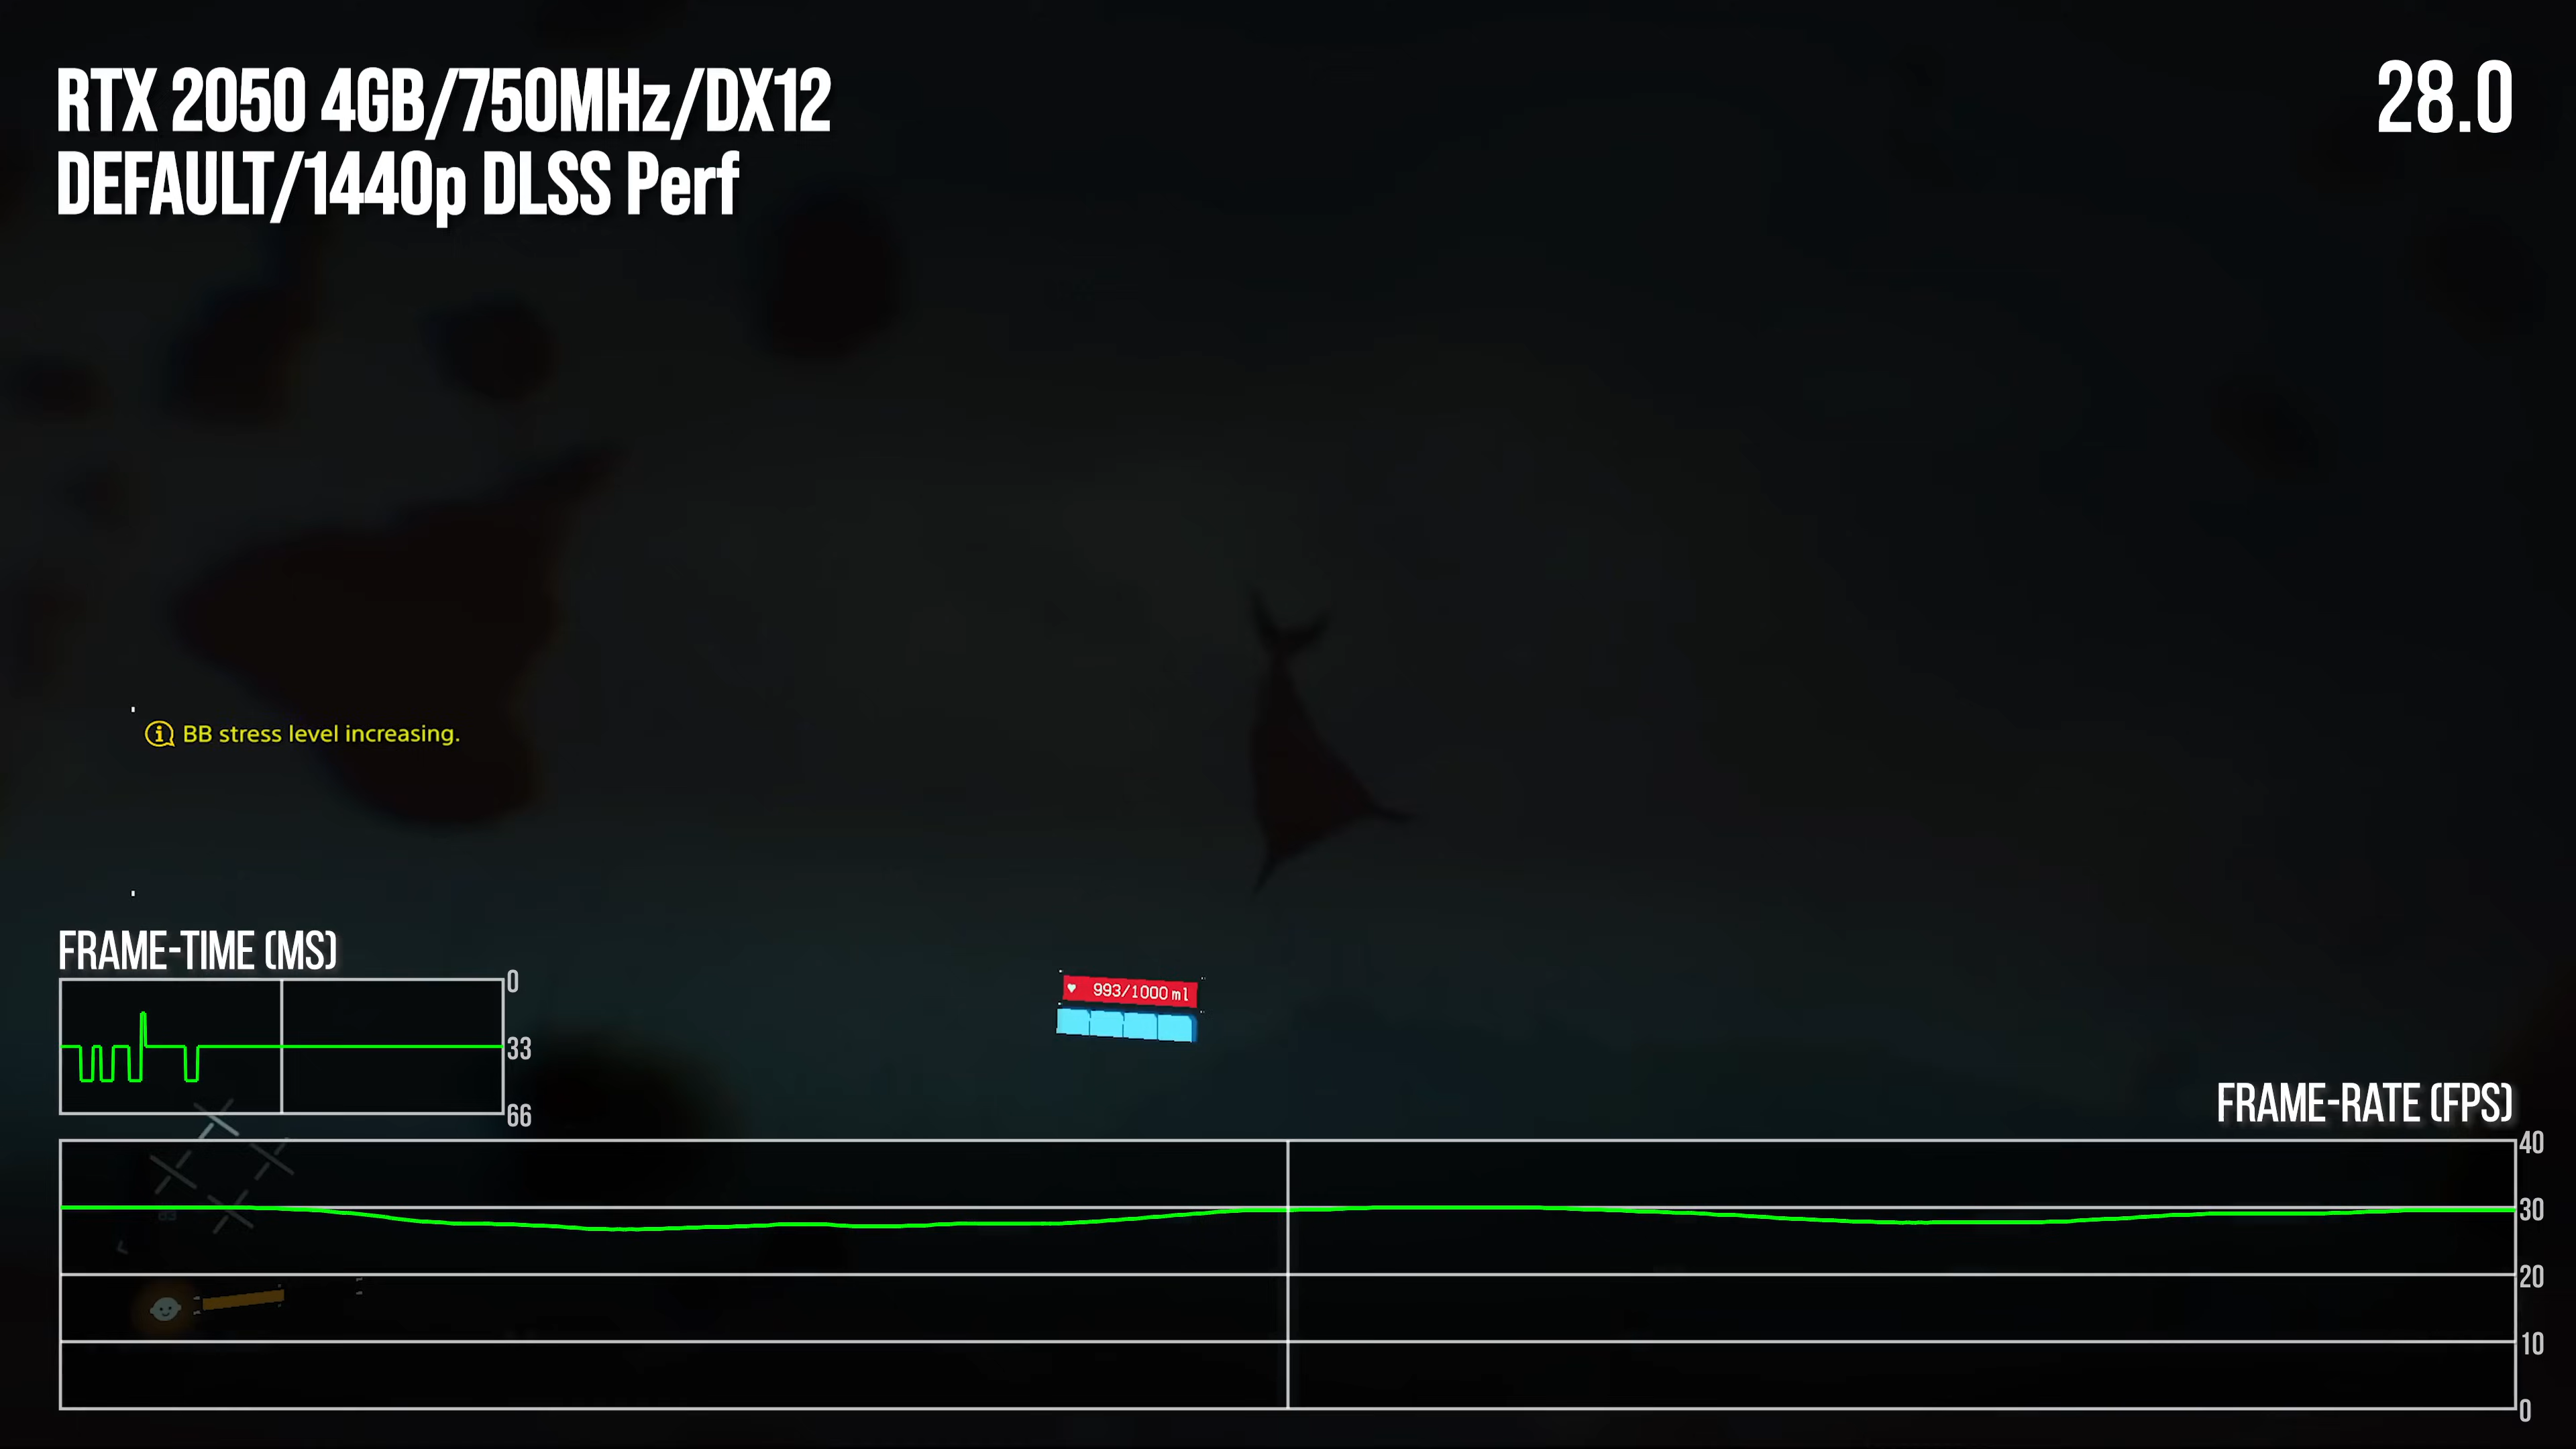 RTX 2050 4GB/750MHz/DX12
DEFAULT/1440p DLSS Perf
28.0
BB stress level increasing.
FRAME-TIME (MS)
0
33
66
993/1000 ml
FRAME-RATE (FPS)
40
30
20
10
0